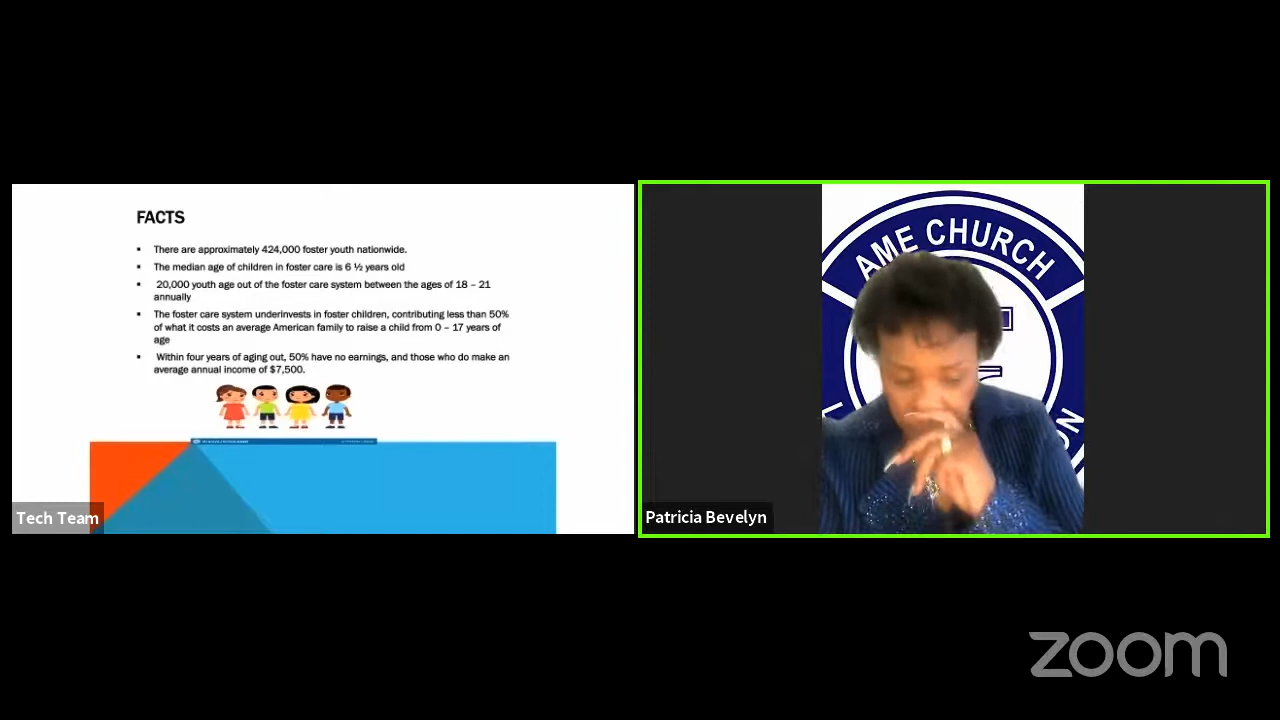 FACTS
▪ There are approximately 424,000 foster youth nationwide.
▪ The median age of children in foster care is 6 ½ years old
▪ 20,000 youth age out of the foster care system between the ages of 18 – 21
annually
▪ The foster care system underinvests in foster children, contributing less than 50%
of what it costs an average American family to raise a child from 0 – 17 years of
age
▪ Within four years of aging out, 50% have no earnings, and those who do make an
average annual income of $7,500.
Tech Team
AME CHURCH
Patricia Bevelyn
zoom